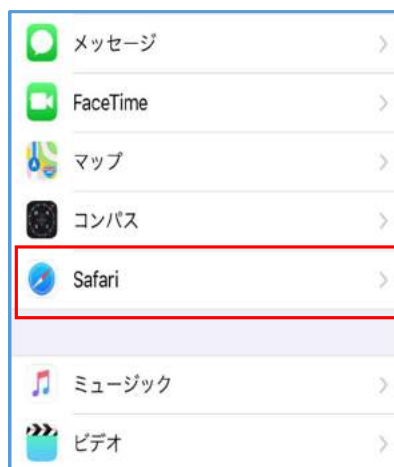 メッセージ
FaceTime
マップ
コンパス
Safari
ミュージック
ビデオ